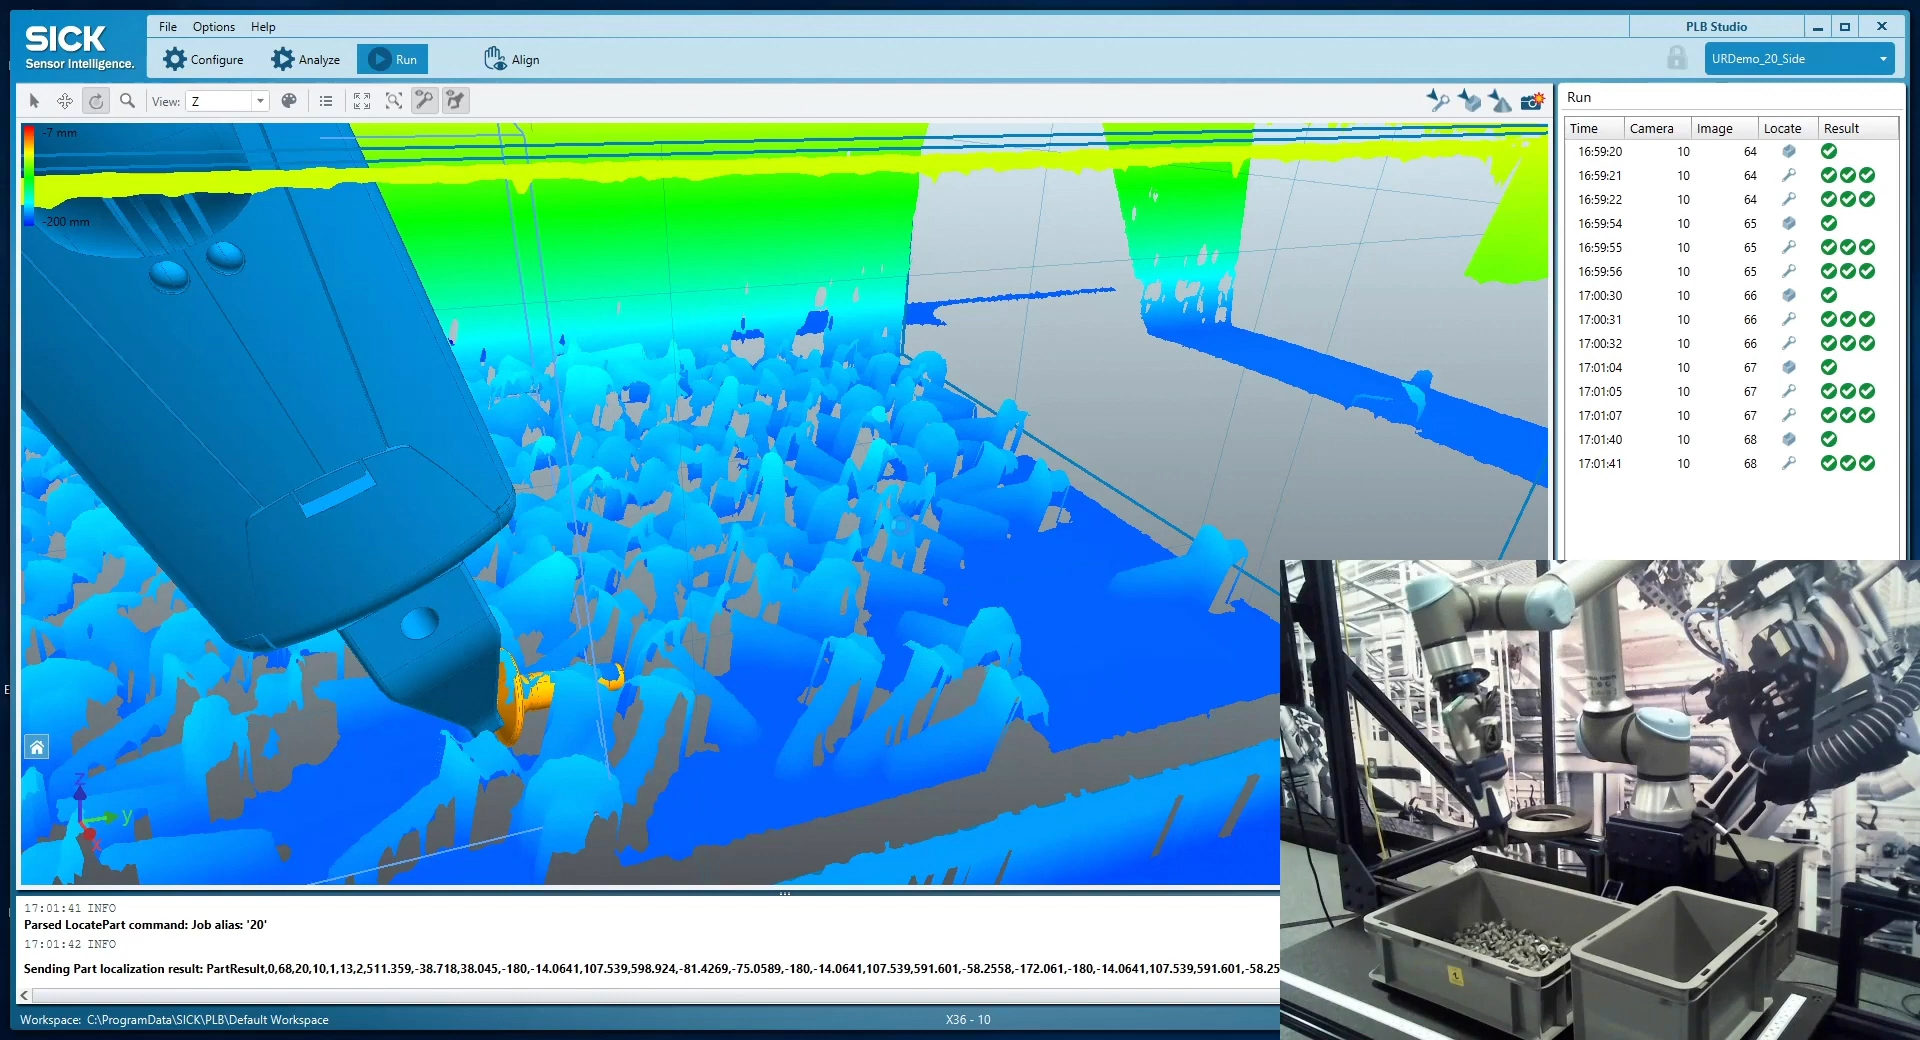 SICK
Sensor Intelligence.
File Options Help
PLB Studio
Configure Analyze Run Align
URDemo_20_Side
View: Z
-7 mm
-200 mm
Z
y
x
Run
Time Camera Image Locate Result
16:59:20 10 64
16:59:21 10 64
16:59:22 10 64
16:59:54 10 65
16:59:55 10 65
16:59:56 10 65
17:00:30 10 66
17:00:31 10 66
17:00:32 10 66
17:01:04 10 67
17:01:05 10 67
17:01:07 10 67
17:01:40 10 68
17:01:41 10 68
17:01:41 INFO
Parsed LocatePart command: Job alias: '20'
17:01:42 INFO
Sending Part localization result: PartResult,0,68,20,10,1,13,2,511.359,-38.718,38.045,-180,-14.0641,107.539,598.924,-81.4269,-75.0589,-180,-14.0641,107.539,591.601,-58.2558,-172.061,-180,-14.0641,107.539,591.601,-58.25
Workspace: C:\ProgramData\SICK\PLB\Default Workspace
X36 - 10